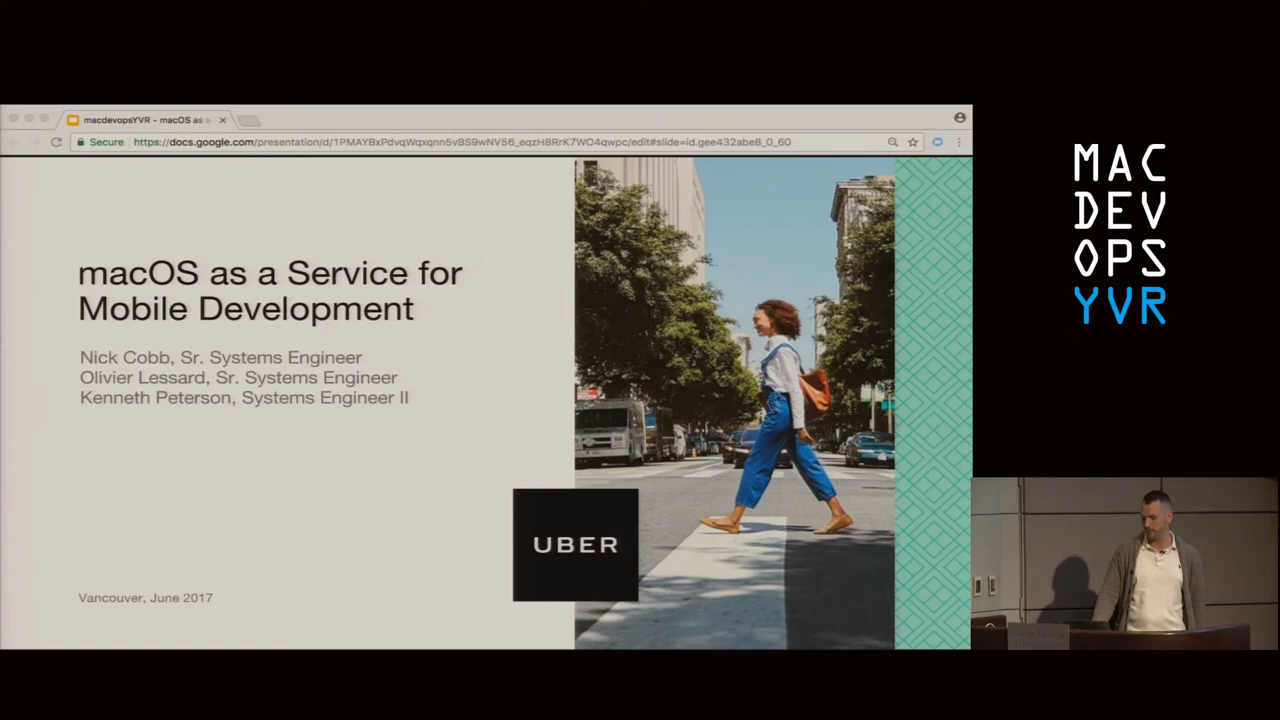 macdevopsYVR - macOS as a
Secure
https://docs.google.com/presentation/d/1PMAYBxPdvqWqxqnn5vBS9wNV56_eqzH8RrK7WO4qwpc/edit#slide=id.gee432abe8_0_60
macOS as a Service for
Mobile Development
Nick Cobb, Sr. Systems Engineer
Olivier Lessard, Sr. Systems Engineer
Kenneth Peterson, Systems Engineer II
UBER
Vancouver, June 2017
MAC
DEV
OPS
YVR